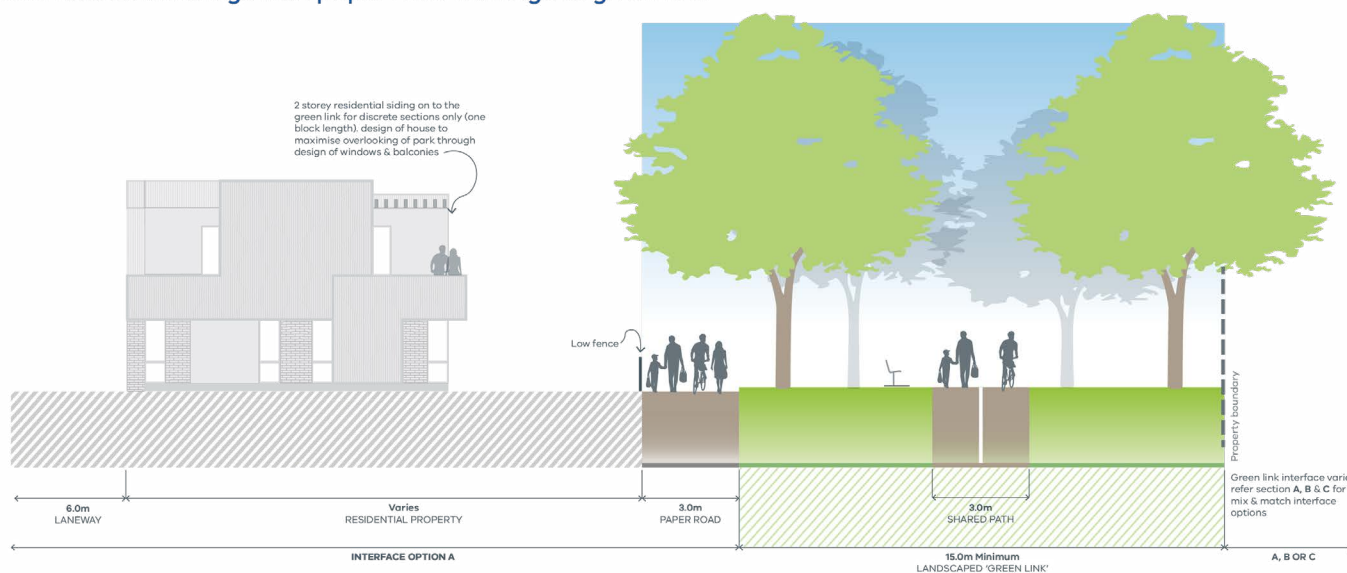 2 storey residential siding on to the
green link for discrete sections only (one
block length). design of house to
maximise overlooking of park through
design of windows & balconies
Low fence
Property boundary
Green link interface
refer section A, B & C for
mix & match interface
options
6.0m
LANEWAY
Varies
RESIDENTIAL PROPERTY
3.0m
PAPER ROAD
3.0m
SHARED PATH
INTERFACE OPTION A
15.0m Minimum
LANDSCAPED 'GREEN LINK'
A, B OR C